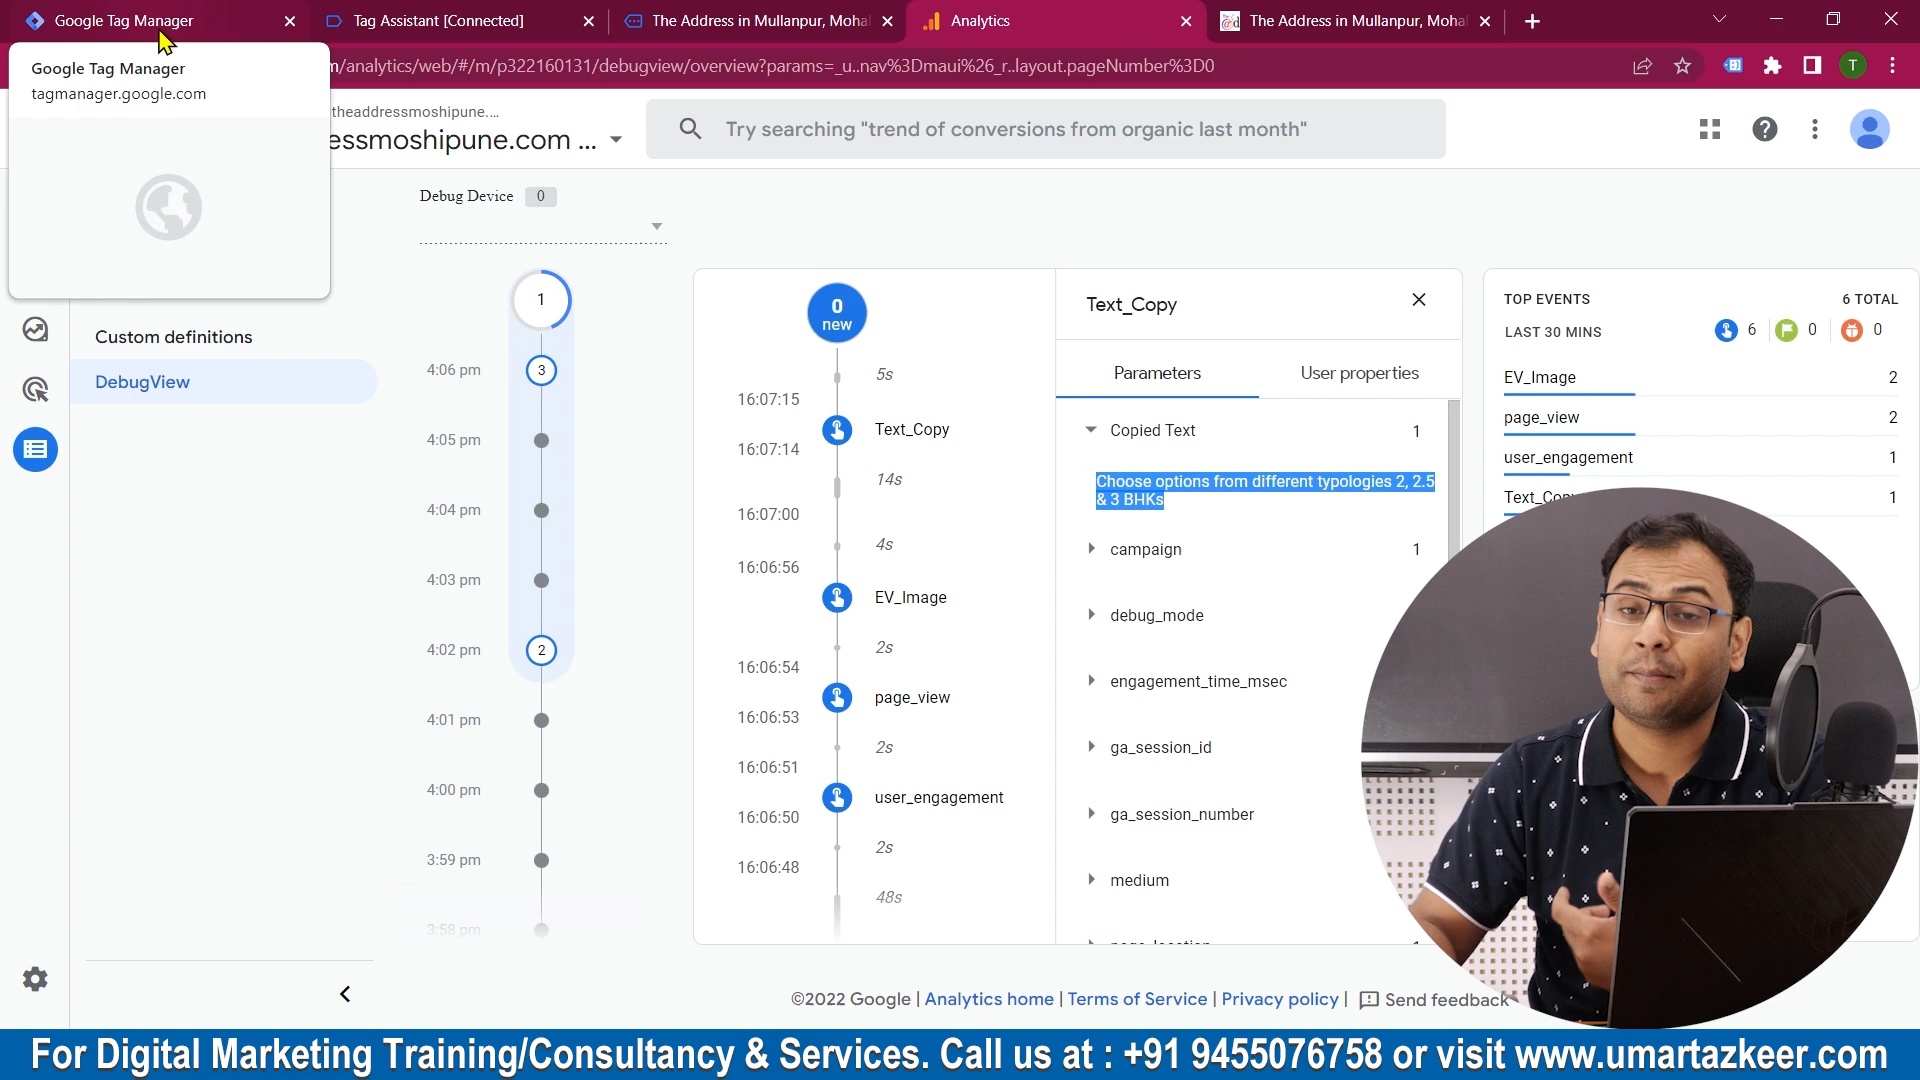 Google Tag Manager
Tag Assistant [Connected]
The Address in Mullanpur, Moha
Analytics
The Address in Mullanpur, Mohal
Google Tag Manager
tagmanager.google.com
/analytics/web/#/m/p322160131/debugview/overview?params=_u..nav%3Dmaui%26_r..layout.pageNumber%3D0
T
theaddressmoshipune....
essmoshipune.com ...
Try searching "trend of conversions from organic last month"
Debug Device 0
Custom definitions
DebugView
1
4:06 pm 3
4:05 pm
4:04 pm
4:03 pm
4:02 pm 2
4:01 pm
4:00 pm
3:59 pm
3:58 pm
0
new
5s
16:07:15
Text_Copy
16:07:14
14s
16:07:00
4s
16:06:56
EV_Image
2s
16:06:54
page_view
16:06:53
2s
16:06:51
user_engagement
16:06:50
2s
16:06:48
48s
Text_Copy
Parameters User properties
Copied Text 1
Choose options from different typologies 2, 2.5
& 3 BHKs
campaign 1
debug_mode
engagement_time_msec
ga_session_id
ga_session_number
medium
TOP EVENTS 6 TOTAL
LAST 30 MINS 6 0 0
EV_Image 2
page_view 2
user_engagement 1
Text_Copy 1
©2022 Google | Analytics home | Terms of Service | Privacy policy | Send feedback
For Digital Marketing Training/Consultancy & Services. Call us at : +91 9455076758 or visit www.umartazkeer.com